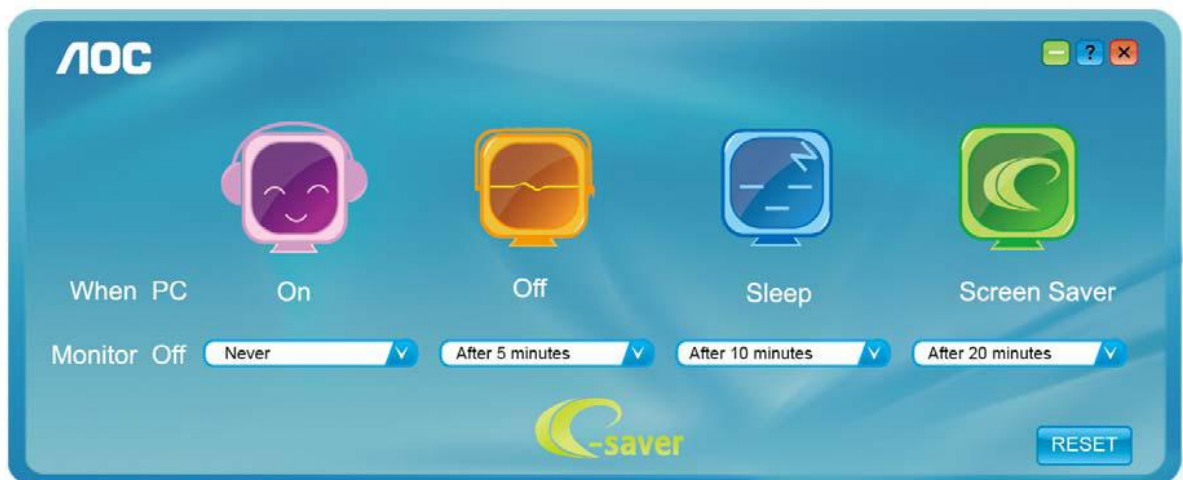 AOC
?
When PC On Off Sleep Screen Saver
Monitor Off Never After 5 minutes After 10 minutes After 20 minutes
e-saver
RESET